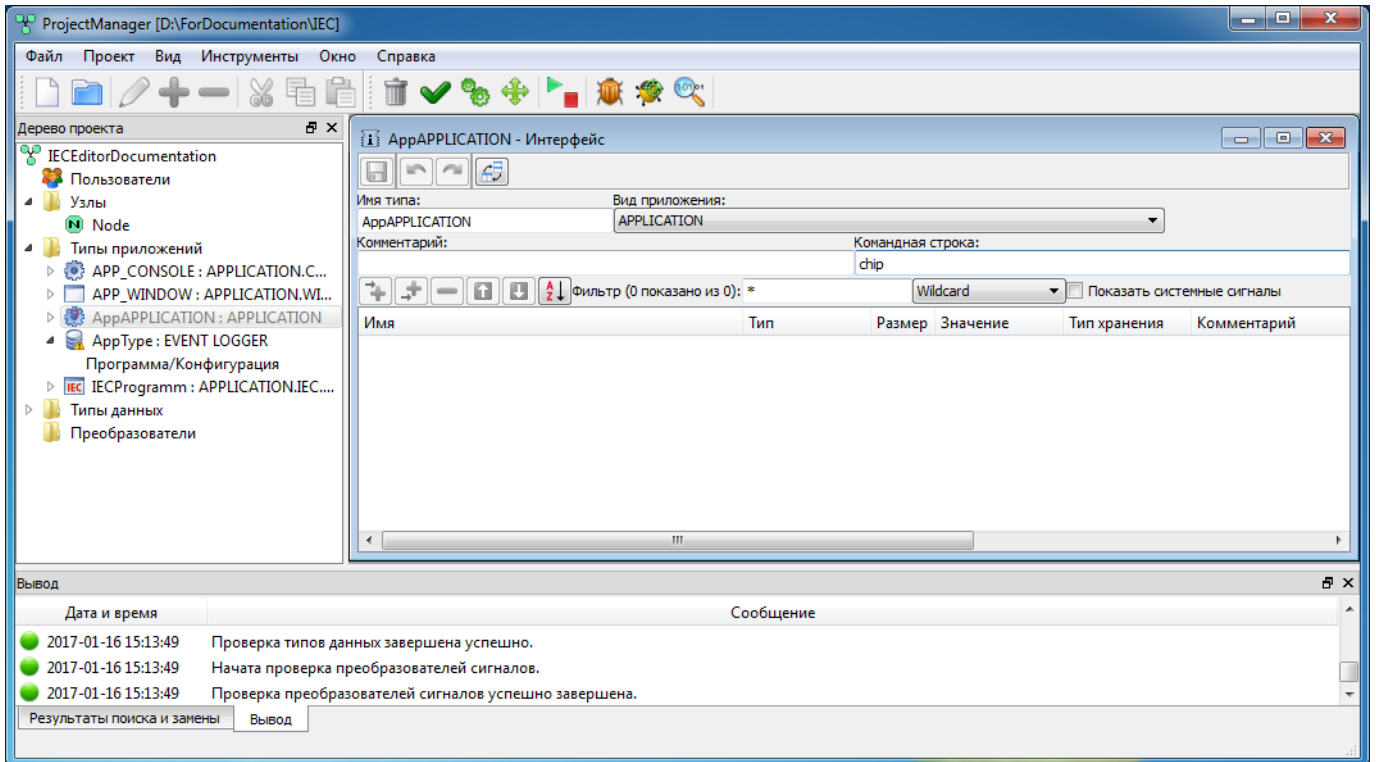 ProjectManager [D:\ForDocumentation\IEC]
Файл Проект Вид Инструменты Окно Справка
Дерево проекта
IECEditorDocumentation
Пользователи
Узлы
Node
Типы приложений
APP_CONSOLE : APPLICATION.C...
APP_WINDOW : APPLICATION.WI...
AppAPPLICATION : APPLICATION
AppType : EVENT LOGGER
Программа/Конфигурация
IEC IECProgramm : APPLICATION.IEC....
Типы данных
Преобразователи
AppAPPLICATION - Интерфейс
Имя типа: Вид приложения:
AppAPPLICATION APPLICATION
Комментарий: Командная строка:
chip
Фильтр (0 показано из 0): * Wildcard Показать системные сигналы
Имя Тип Размер Значение Тип хранения Комментарий
Вывод
Дата и время Сообщение
2017-01-16 15:13:49 Проверка типов данных завершена успешно.
2017-01-16 15:13:49 Начата проверка преобразователей сигналов.
2017-01-16 15:13:49 Проверка преобразователей сигналов успешно завершена.
Результаты поиска и замены Вывод